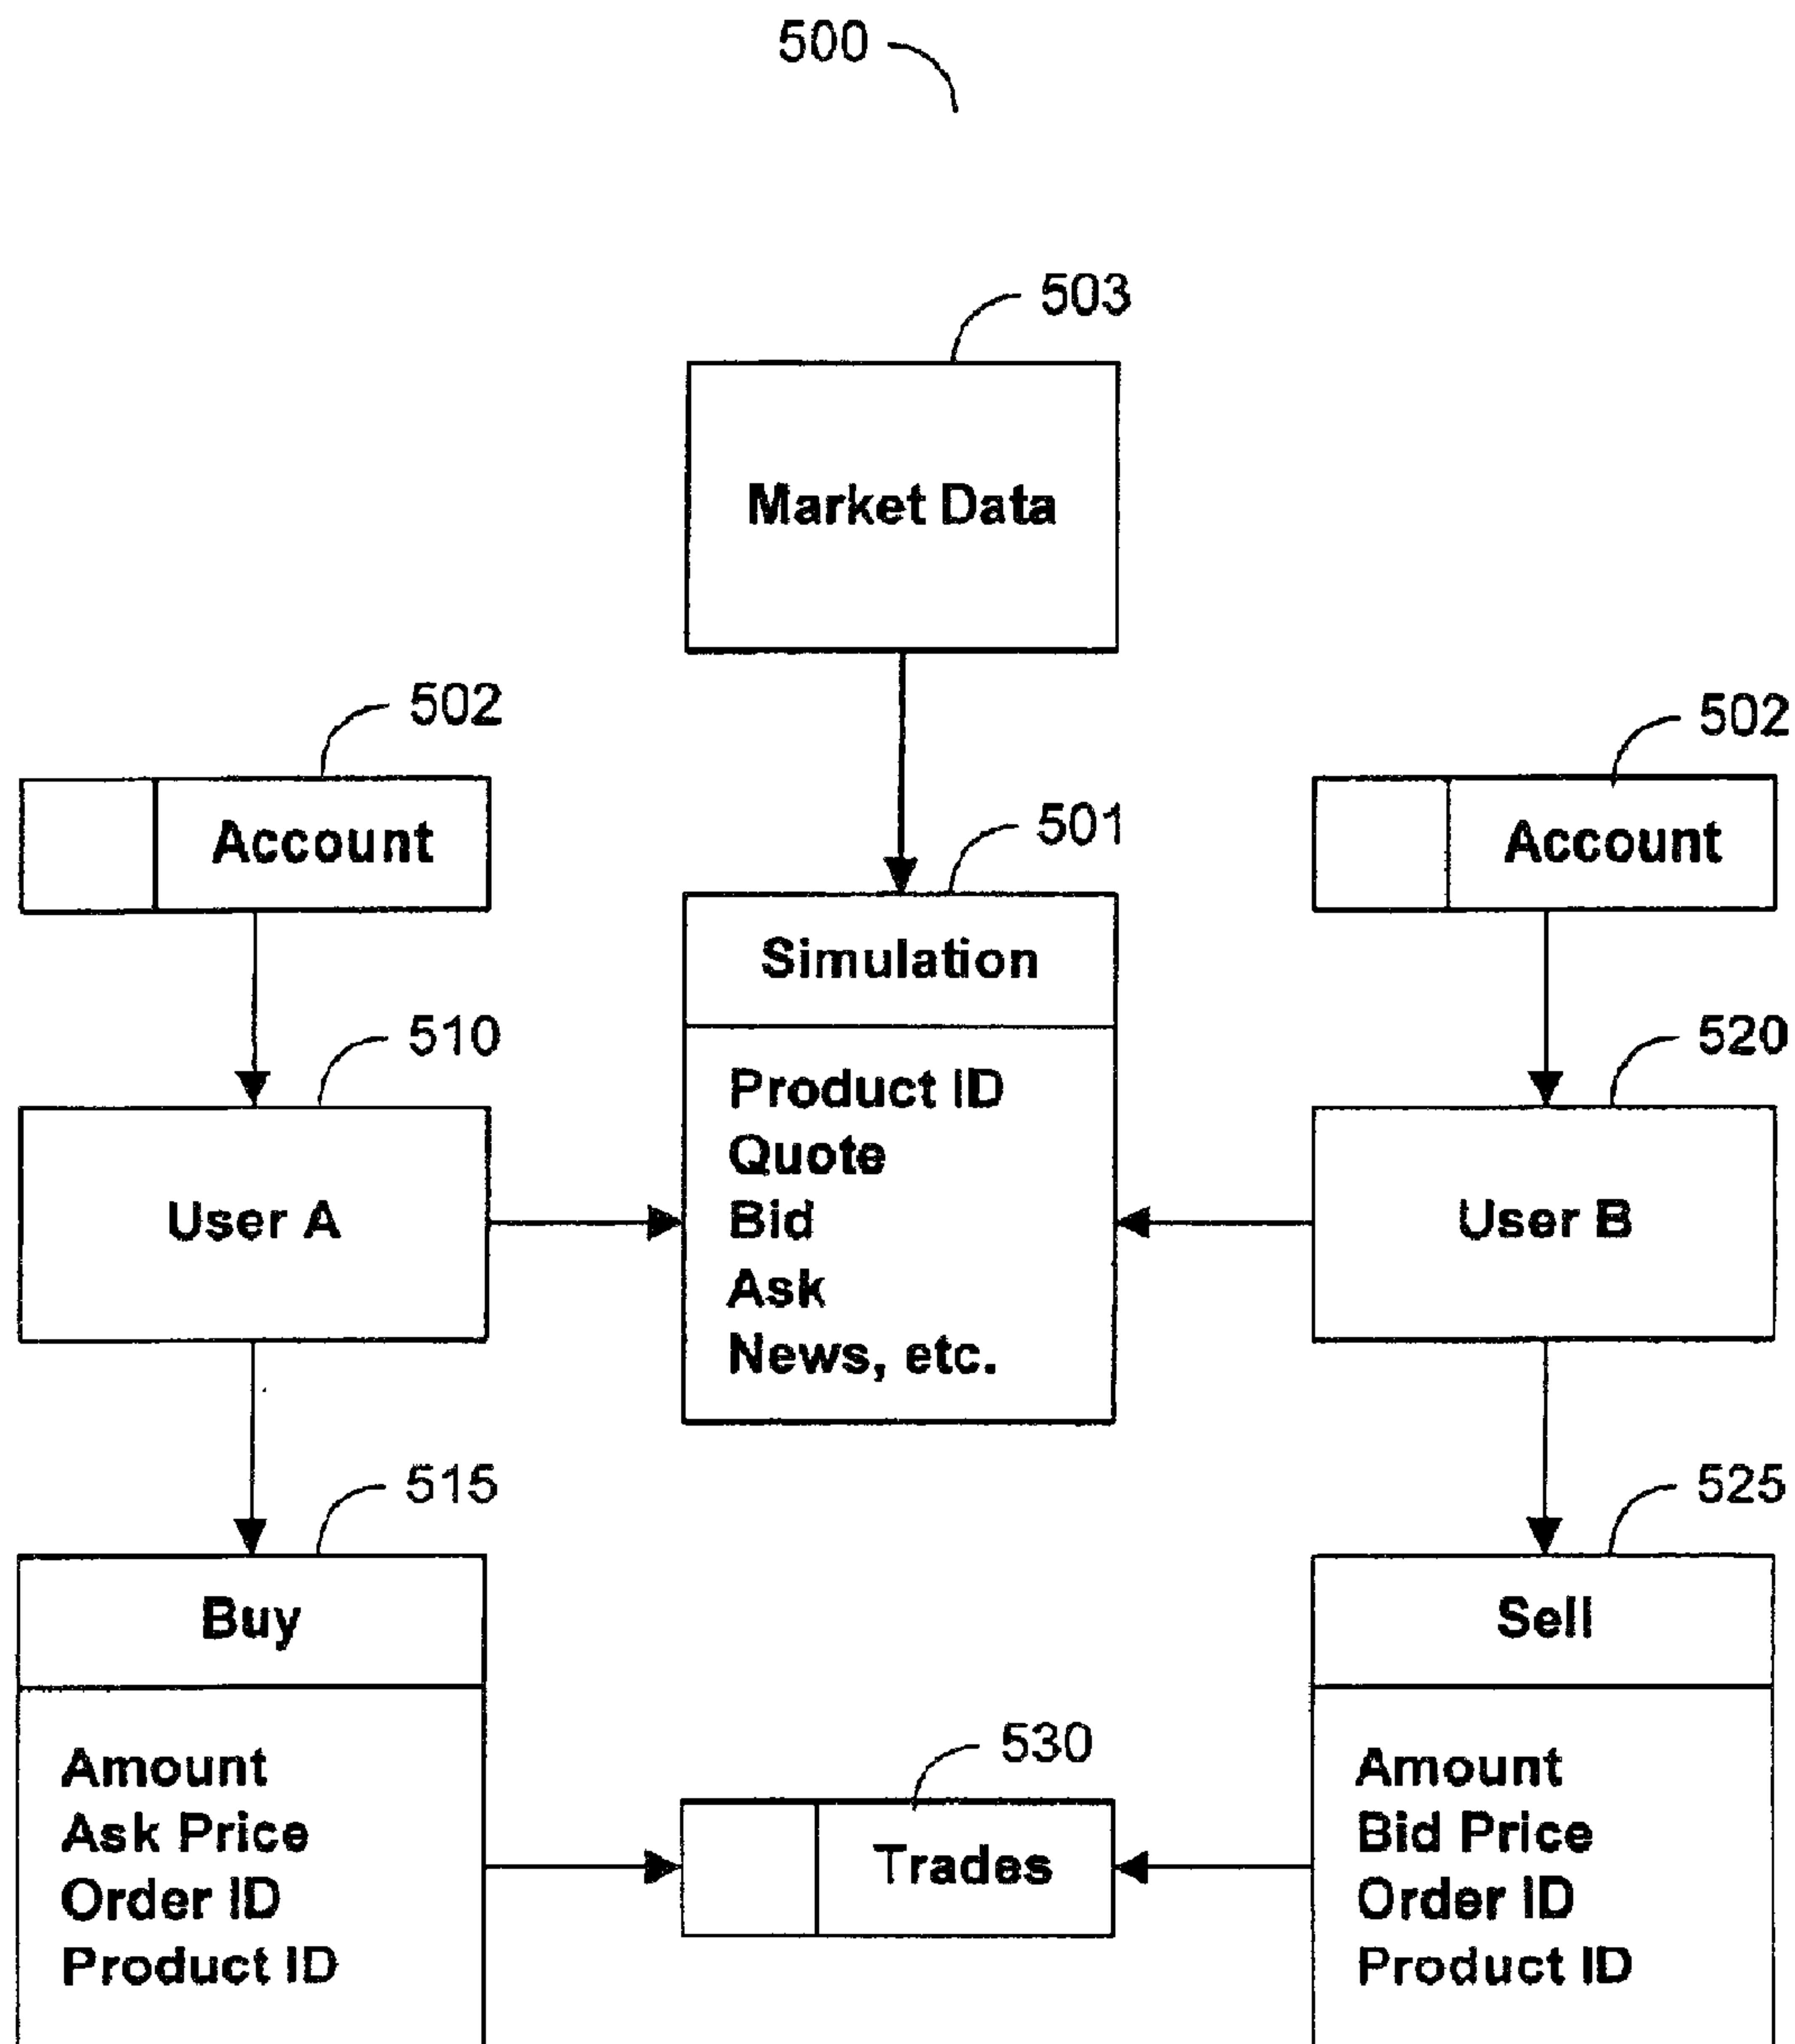 500
503
Market Data
502
Account
502
Account
501
Simulation
Product ID
Quote
Bid
Ask
News, etc.
510
User A
520
User B
515
Buy
Amount
Ask Price
Order ID
Product ID
530
Trades
525
Sell
Amount
Bid Price
Order ID
Product ID